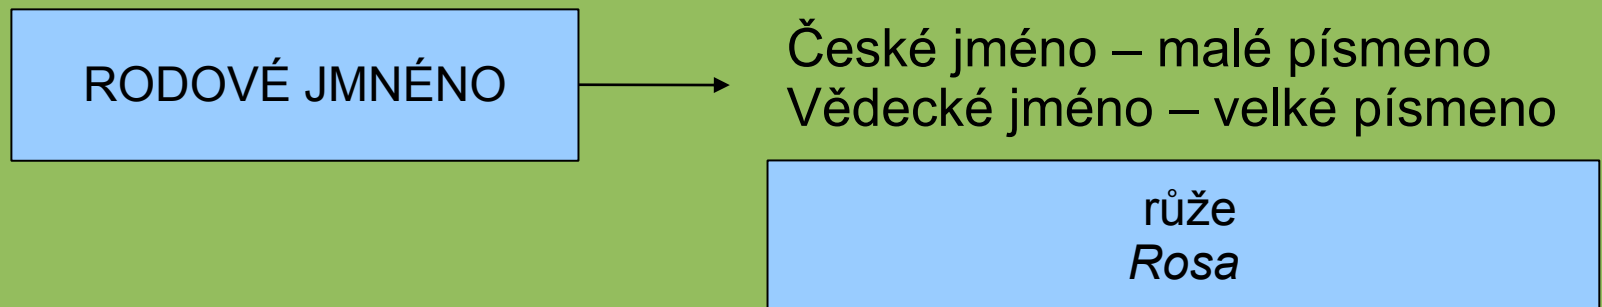 RODOVÉ JMNÉNO
České jméno – malé písmeno
Vědecké jméno – velké písmeno
růže
Rosa